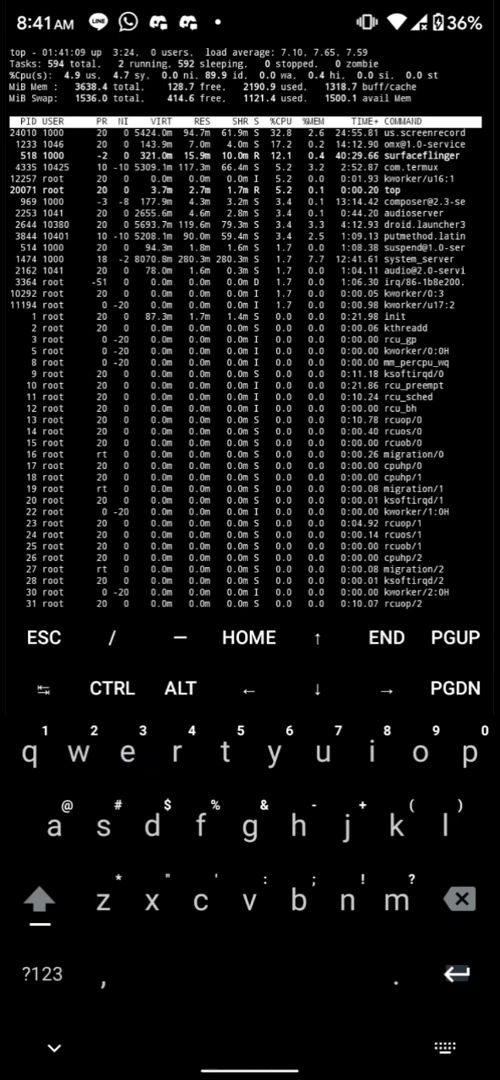 8:41AM 36%
top - 01:41:09 up  3:24,  0 users,  load average: 7.10, 7.65, 7.59
Tasks: 594 total,   2 running, 592 sleeping,   0 stopped,   0 zombie
%Cpu(s):  4.9 us,  4.7 sy,  0.0 ni, 89.9 id,  0.0 wa,  0.4 hi,  0.0 si,  0.0 st
MiB Mem :   3638.4 total,    128.7 free,   2190.9 used,   1318.7 buff/cache
MiB Swap:   1536.0 total,    414.6 free,   1121.4 used.   1500.1 avail Mem
PID USER      PR  NI    VIRT    RES    SHR S  %CPU  %MEM     TIME+ COMMAND
24010 1000      20   0 5424.0m  94.7m  61.9m S  32.8   2.6  24:55.81 us.screenrecord
1233 1046      20   0  143.9m   7.0m   4.0m S  17.2   0.2  14:12.90 omx@1.0-service
518 1000      -2   0  321.0m  15.9m  10.0m R  12.1   0.4  40:29.66 surfaceflinger
4335 10425     10 -10 5309.1m 117.3m  66.4m S   5.2   3.2   2:52.87 com.termux
12257 root      20   0    0.0m   0.0m   0.0m I   5.2   0.0   0:01.93 kworker/u16:1
20071 root      20   0    3.7m   2.7m   1.7m R   5.2   0.1   0:00.20 top
969 1000      -3  -8  177.9m   4.3m   3.2m S   3.4   0.1  13:14.42 composer@2.3-se
2253 1041      20   0 2655.6m   4.6m   2.8m S   3.4   0.1   0:44.20 audioserver
2644 10380     20   0 5693.7m 119.6m  79.3m S   3.4   3.3   4:12.93 droid.launcher3
3844 10401     10 -10 5208.1m  90.0m  59.4m S   3.4   2.5   1:09.13 putmethod.latin
514 1000      20   0   94.3m   1.8m   1.6m S   1.7   0.0   1:08.38 suspend@1.0-ser
1474 1000      18  -2 8070.8m 280.3m 280.3m S   1.7   7.7  12:41.61 system_server
2162 1041      20   0   78.0m   1.6m   0.3m S   1.7   0.0   1:04.11 audio@2.0-servi
3364 root     -51   0    0.0m   0.0m   0.0m D   1.7   0.0   1:06.30 irq/86-1b8e200.
10292 root      20   0    0.0m   0.0m   0.0m I   1.7   0.0   0:00.05 kworker/0:3
11194 root       0 -20    0.0m   0.0m   0.0m I   1.7   0.0   0:00.98 kworker/u17:2
1 root      20   0   87.3m   1.7m   1.4m S   0.0   0.0   0:21.98 init
2 root      20   0    0.0m   0.0m   0.0m S   0.0   0.0   0:00.06 kthreadd
3 root       0 -20    0.0m   0.0m   0.0m I   0.0   0.0   0:00.00 rcu_gp
5 root       0 -20    0.0m   0.0m   0.0m I   0.0   0.0   0:00.00 kworker/0:0H
8 root       0 -20    0.0m   0.0m   0.0m I   0.0   0.0   0:00.00 mm_percpu_wq
9 root      20   0    0.0m   0.0m   0.0m S   0.0   0.0   0:11.18 ksoftirqd/0
10 root      20   0    0.0m   0.0m   0.0m I   0.0   0.0   0:21.86 rcu_preempt
11 root      20   0    0.0m   0.0m   0.0m I   0.0   0.0   0:10.24 rcu_sched
12 root      20   0    0.0m   0.0m   0.0m I   0.0   0.0   0:00.00 rcu_bh
13 root      20   0    0.0m   0.0m   0.0m S   0.0   0.0   0:10.78 rcuop/0
14 root      20   0    0.0m   0.0m   0.0m S   0.0   0.0   0:00.40 rcuos/0
15 root      20   0    0.0m   0.0m   0.0m S   0.0   0.0   0:00.00 rcuob/0
16 root      rt   0    0.0m   0.0m   0.0m S   0.0   0.0   0:00.26 migration/0
17 root      20   0    0.0m   0.0m   0.0m S   0.0   0.0   0:00.00 cpuhp/0
18 root      20   0    0.0m   0.0m   0.0m S   0.0   0.0   0:00.00 cpuhp/1
19 root      rt   0    0.0m   0.0m   0.0m S   0.0   0.0   0:00.08 migration/1
20 root      20   0    0.0m   0.0m   0.0m S   0.0   0.0   0:00.01 ksoftirqd/1
22 root       0 -20    0.0m   0.0m   0.0m I   0.0   0.0   0:00.00 kworker/1:0H
23 root      20   0    0.0m   0.0m   0.0m S   0.0   0.0   0:04.92 rcuop/1
24 root      20   0    0.0m   0.0m   0.0m S   0.0   0.0   0:00.14 rcuos/1
25 root      20   0    0.0m   0.0m   0.0m S   0.0   0.0   0:00.00 rcuob/1
26 root      20   0    0.0m   0.0m   0.0m S   0.0   0.0   0:00.00 cpuhp/2
27 root      rt   0    0.0m   0.0m   0.0m S   0.0   0.0   0:00.08 migration/2
28 root      20   0    0.0m   0.0m   0.0m S   0.0   0.0   0:00.01 ksoftirqd/2
30 root       0 -20    0.0m   0.0m   0.0m I   0.0   0.0   0:00.00 kworker/2:0H
31 root      20   0    0.0m   0.0m   0.0m S   0.0   0.0   0:10.07 rcuop/2
ESC / — HOME ↑ END PGUP
↹ CTRL ALT ← ↓ → PGDN
1 2 3 4 5 6 7 8 9 0
q w e r t y u i o p
@ # $ % & - + ( )
a s d f g h j k l
* " ' : ; ! ?
z x c v b n m
?123 , .